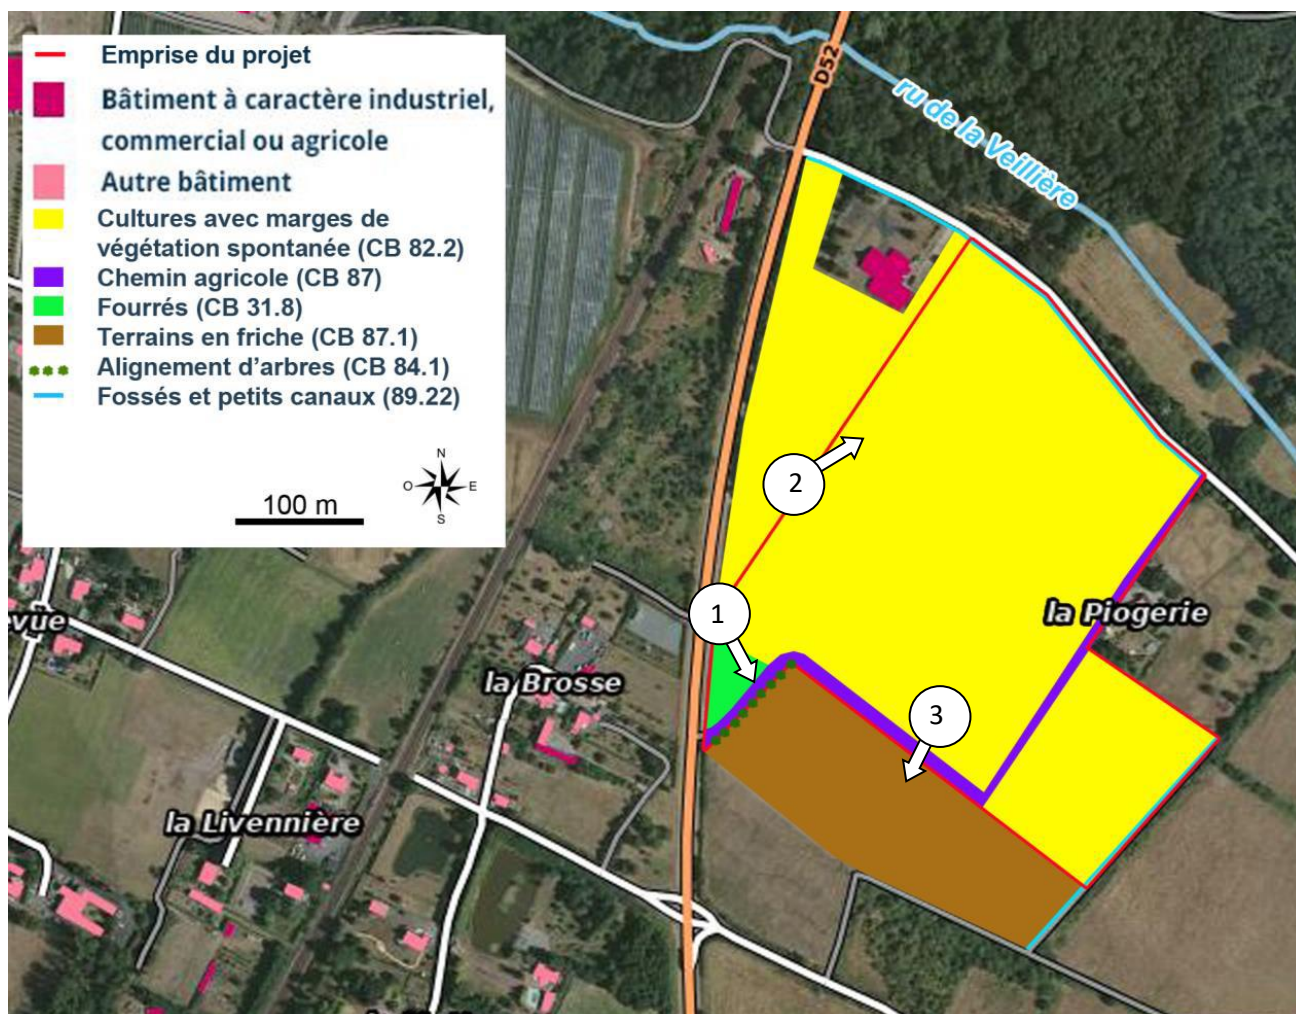 Emprise du projet
Bâtiment à caractère industriel,
commercial ou agricole
Autre bâtiment
Cultures avec marges de
végétation spontanée (CB 82.2)
Chemin agricole (CB 87)
Fourrés (CB 31.8)
Terrains en friche (CB 87.1)
Alignement d'arbres (CB 84.1)
Fossés et petits canaux (89.22)
N
O
E
S
100 m
D52
ru de la Veillière
2
1
la Piogerie
vue
la Brosse
3
la Livennière